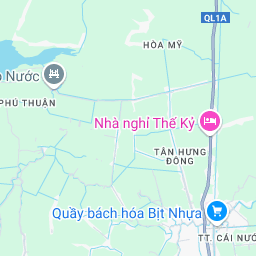 QL1A
HÒA MỸ
Nước
PHÚ THUẬN
Nhà nghỉ Thế Kỷ
TÂN HƯNG
ĐÔNG
Quầy bách hóa Bịt Nhựa
TT. CÁI NƯỚ